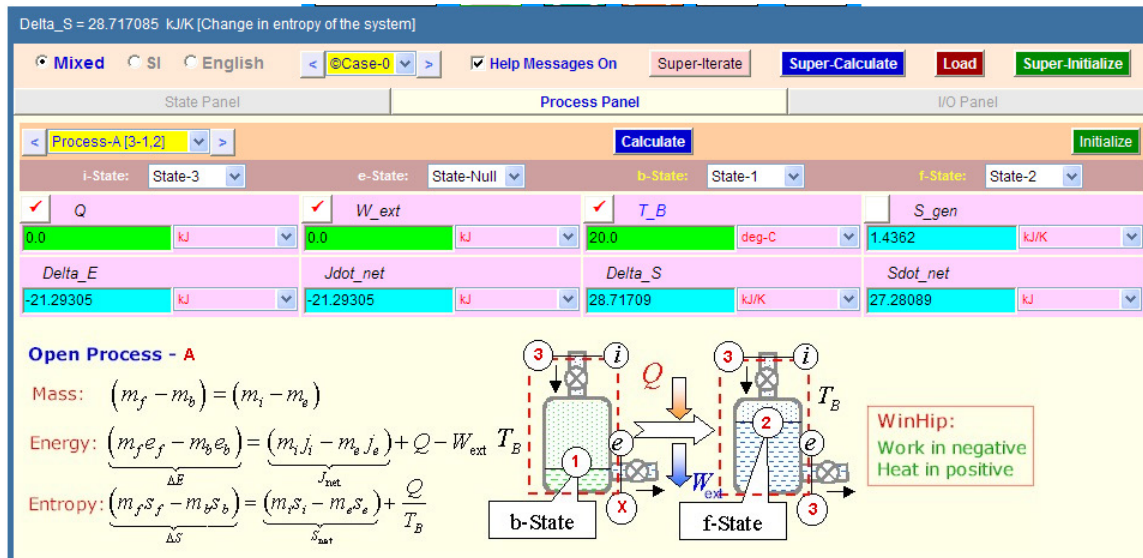 Delta_S = 28.717085 kJ/K [Change in entropy of the system]
Mixed SI English < ©Case-0 > Help Messages On Super-Iterate Super-Calculate Load Super-Initialize
State Panel Process Panel I/O Panel
< Process-A [3-1,2] > Calculate Initialize
i-State: State-3 e-State: State-Null b-State: State-1 f-State: State-2
Q W_ext T_B S_gen
0.0 kJ 0.0 kJ 20.0 deg-C 1.4362 kJ/K
Delta_E Jdot_net Delta_S Sdot_net
-21.29305 kJ -21.29305 kJ 28.71709 kJ/K 27.28089 kJ
Open Process - A
Mass: (m_f − m_b) = (m_i − m_e)
Energy: (m_f e_f − m_b e_b) = (m_i j_i − m_e j_e) + Q − W_ext
ΔE J_net
Entropy: (m_f s_f − m_b s_b) = (m_i s_i − m_e s_e) + Q/T_B
ΔS S_net
3 i Q 3 i
T_B
T_B 1 e 2 e
W_ext
b-State X f-State 3
WinHip:
Work in negative
Heat in positive